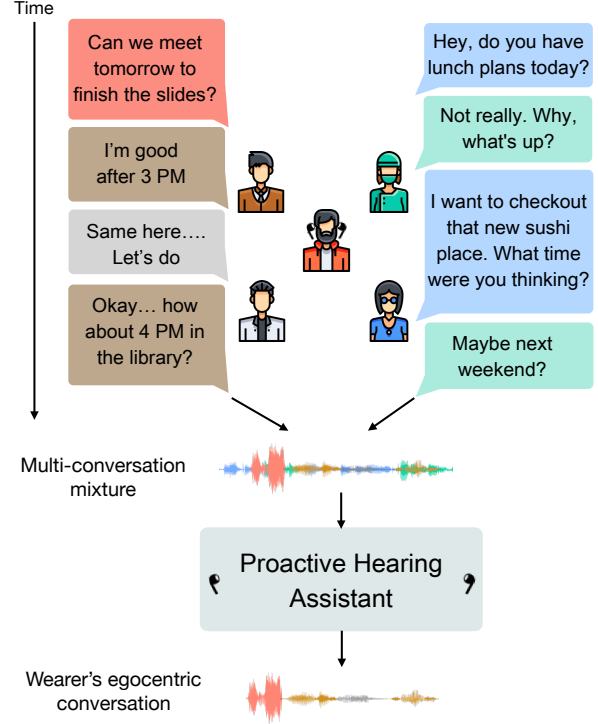 Time
Can we meet
tomorrow to
finish the slides?
I'm good
after 3 PM
Same here....
Let's do
Okay... how
about 4 PM in
the library?
Hey, do you have
lunch plans today?
Not really. Why,
what's up?
I want to checkout
that new sushi
place. What time
were you thinking?
Maybe next
weekend?
Multi-conversation
mixture
Proactive Hearing
Assistant
Wearer's egocentric
conversation